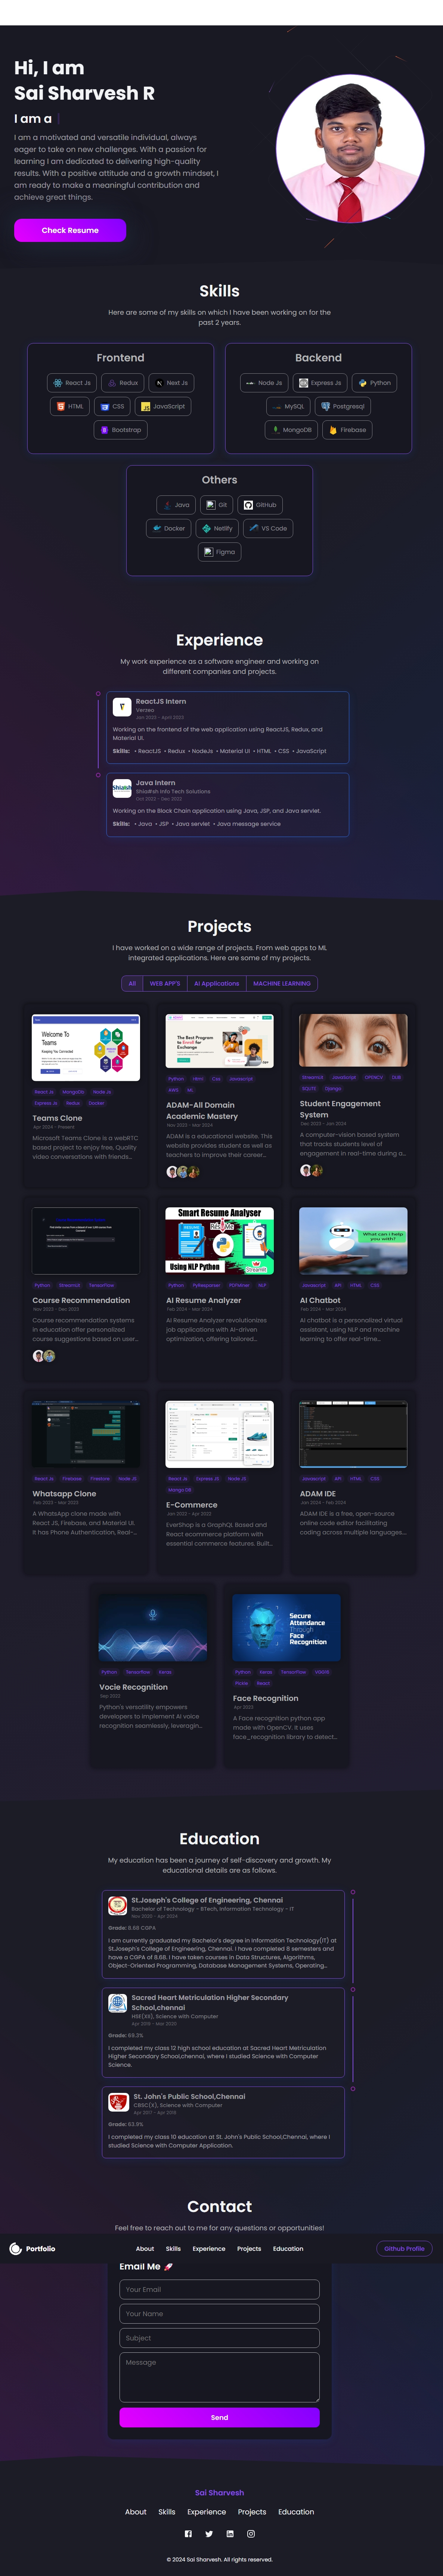 Hi, I am
Sai Sharvesh R
I am a
I am a motivated and versatile individual, always
eager to take on new challenges. With a passion for
learning I am dedicated to delivering high-quality
results. With a positive attitude and a growth mindset, I
am ready to make a meaningful contribution and
achieve great things.
Check Resume
Skills
Here are some of my skills on which I have been working on for the
past 2 years.
Frontend
React Js
Redux
Next Js
HTML
CSS
JavaScript
Bootstrap
Backend
Node Js
Express Js
Python
MySQL
Postgresql
MongoDB
Firebase
Others
Java
Git
GitHub
Docker
Netlify
VS Code
Figma
Experience
My work experience as a software engineer and working on
different companies and projects.
ReactJS Intern
Verzeo
Jan 2023 - April 2023
Working on the frontend of the web application using ReactJS, Redux, and
Material UI.
Skills: • ReactJS • Redux • NodeJs • Material UI • HTML • CSS • JavaScript
Java Intern
Shiash Info Tech Solutions
Oct 2022 - Dec 2022
Working on the Block Chain application using Java, JSP, and Java servlet.
Skills: • Java • JSP • Java servlet • Java message service
Projects
I have worked on a wide range of projects. From web apps to ML
integrated applications. Here are some of my projects.
All
WEB APP'S
AI Applications
MACHINE LEARNING
Welcome To
Teams
Keeping You Connected
React Js MongoDb Node Js
Express Js Redux Docker
Teams Clone
Apr 2024 - Present
Microsoft Teams Clone is a webRTC
based project to enjoy free, Quality
video conversations with friends...
The Best Program
to Enroll for
Exchange
Python Html Css Javascript
AWS ML
ADAM-All Domain
Academic Mastery
Nov 2023 - Mar 2024
ADAM is a educational website. This
website provides student as well as
teachers to improve their career...
Streamlit JavaScript OPENCV DLIB
SQLITE Django
Student Engagement
System
Dec 2023 - Jan 2024
A computer-vision based system
that tracks students level of
engagement in real-time during a...
Python Streamlit TensorFlow
Course Recommendation
Nov 2023 - Dec 2023
Course recommendation systems
in education offer personalized
course suggestions based on user...
Smart Resume Analyzer
Using NLP Python
Streamlit
Python PyResparser PDFMiner NLP
AI Resume Analyzer
Feb 2024 - Mar 2024
AI Resume Analyzer revolutionizes
job applications with AI-driven
optimization, offering tailored...
What can I help
you with?
Javascript API HTML CSS
AI Chatbot
Feb 2024 - Mar 2024
AI chatbot is a personalized virtual
assistant, using NLP and machine
learning to offer real-time...
React Js Firebase Firestore Node Js
Whatsapp Clone
Feb 2023 - Mar 2023
A WhatsApp clone made with
React JS, Firebase, and Material UI.
It has Phone Authentication, Real-...
React Js Express JS Node JS
Mongo DB
E-Commerce
Jan 2022 - Apr 2022
EverShop is a GraphQL Based and
React ecommerce platform with
essential commerce features. Built...
Javascript API HTML CSS
ADAM IDE
Jan 2024 - Feb 2024
ADAM IDE is a free, open-source
online code editor facilitating
coding across multiple languages...
Python Tensorflow Keras
Vocie Recognition
Sep 2022
Python's versatility empowers
developers to implement AI voice
recognition seamlessly, leveragin...
Secure
Attendance
Through
Face
Recognition
Python Keras TensorFlow
React
Face Recognition
Apr 2023
A Face recognition python app
made with OpenCV. It uses
face_recognition library to detect...
Education
My education has been a journey of self-discovery and growth. My
educational details are as follows.
St.Joseph's College of Engineering, Chennai
Bachelor of Technology - BTech, Information Technology - IT
Nov 2020 - Apr 2024
Grade: 8.68 CGPA
I am currently graduated my Bachelor's degree in Information Technology(IT) at
St.Joseph's College of Engineering, Chennai. I have completed 8 semesters and
have a CGPA of 8.68. I have taken courses in Data Structures, Algorithms,
Object-Oriented Programming, Database Management Systems, Operating...
Sacred Heart Metriculation Higher Secondary
School,chennai
HSE(XII), Science with Computer
Apr 2019 - Mar 2020
Grade: 69.3%
I completed my class 12 high school education at Sacred Heart Matriculation
Higher Secondary School,chennai, where I studied Science with Computer
Science.
St. John's Public School,Chennai
CBSC(X), Science with Computer
Apr 2017 - Apr 2018
Grade: 63.9%
I completed my class 10 education at St. John's Public School,Chennai, where I
studied Science with Computer Application.
Contact
Feel free to reach out to me for any questions or opportunities!
Portfolio
About
Skills
Experience
Projects
Education
Github Profile
Email Me 🚀
Your Email
Your Name
Subject
Message
Send
Sai Sharvesh
About
Skills
Experience
Projects
Education
© 2024 Sai Sharvesh. All rights reserved.